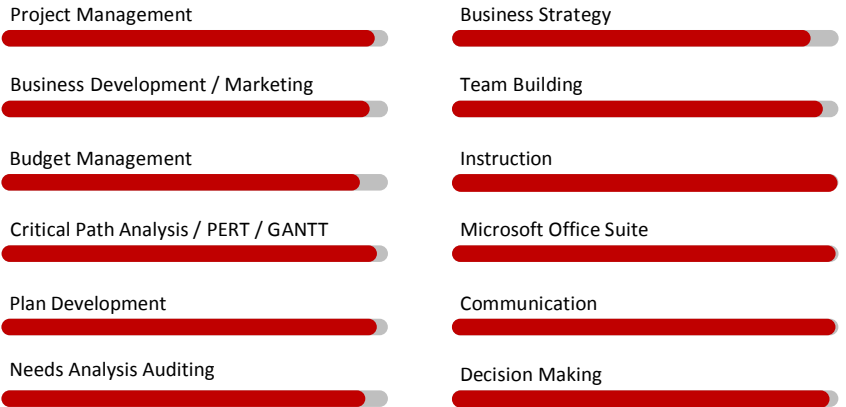 Project Management
Business Strategy
Business Development / Marketing
Team Building
Budget Management
Instruction
Critical Path Analysis / PERT / GANTT
Microsoft Office Suite
Plan Development
Communication
Needs Analysis Auditing
Decision Making